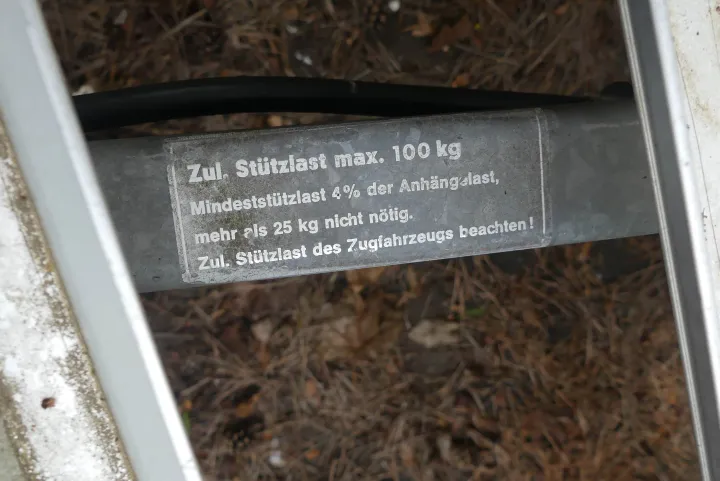 Zul. Stützlast max. 100 kg
Mindeststützlast 4% der Anhängelast,
mehr als 25 kg nicht nötig.
Zul. Stützlast des Zugfahrzeugs beachten!